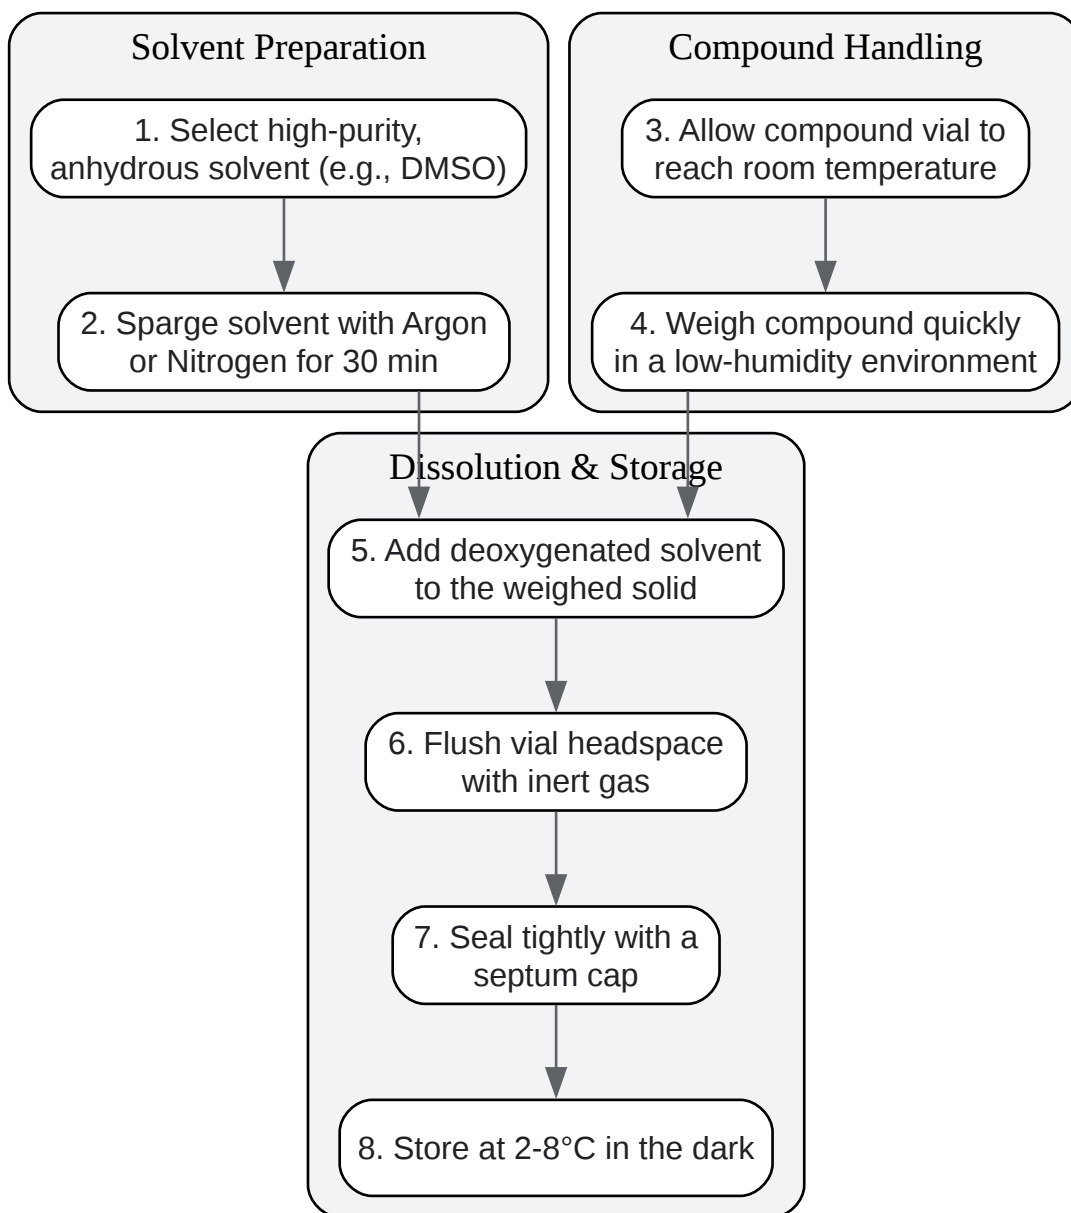 Solvent Preparation
1. Select high-purity,
anhydrous solvent (e.g., DMSO)
2. Sparge solvent with Argon
or Nitrogen for 30 min
Compound Handling
3. Allow compound vial to
reach room temperature
4. Weigh compound quickly
in a low-humidity environment
Dissolution & Storage
5. Add deoxygenated solvent
to the weighed solid
6. Flush vial headspace
with inert gas
7. Seal tightly with a
septum cap
8. Store at 2-8°C in the dark